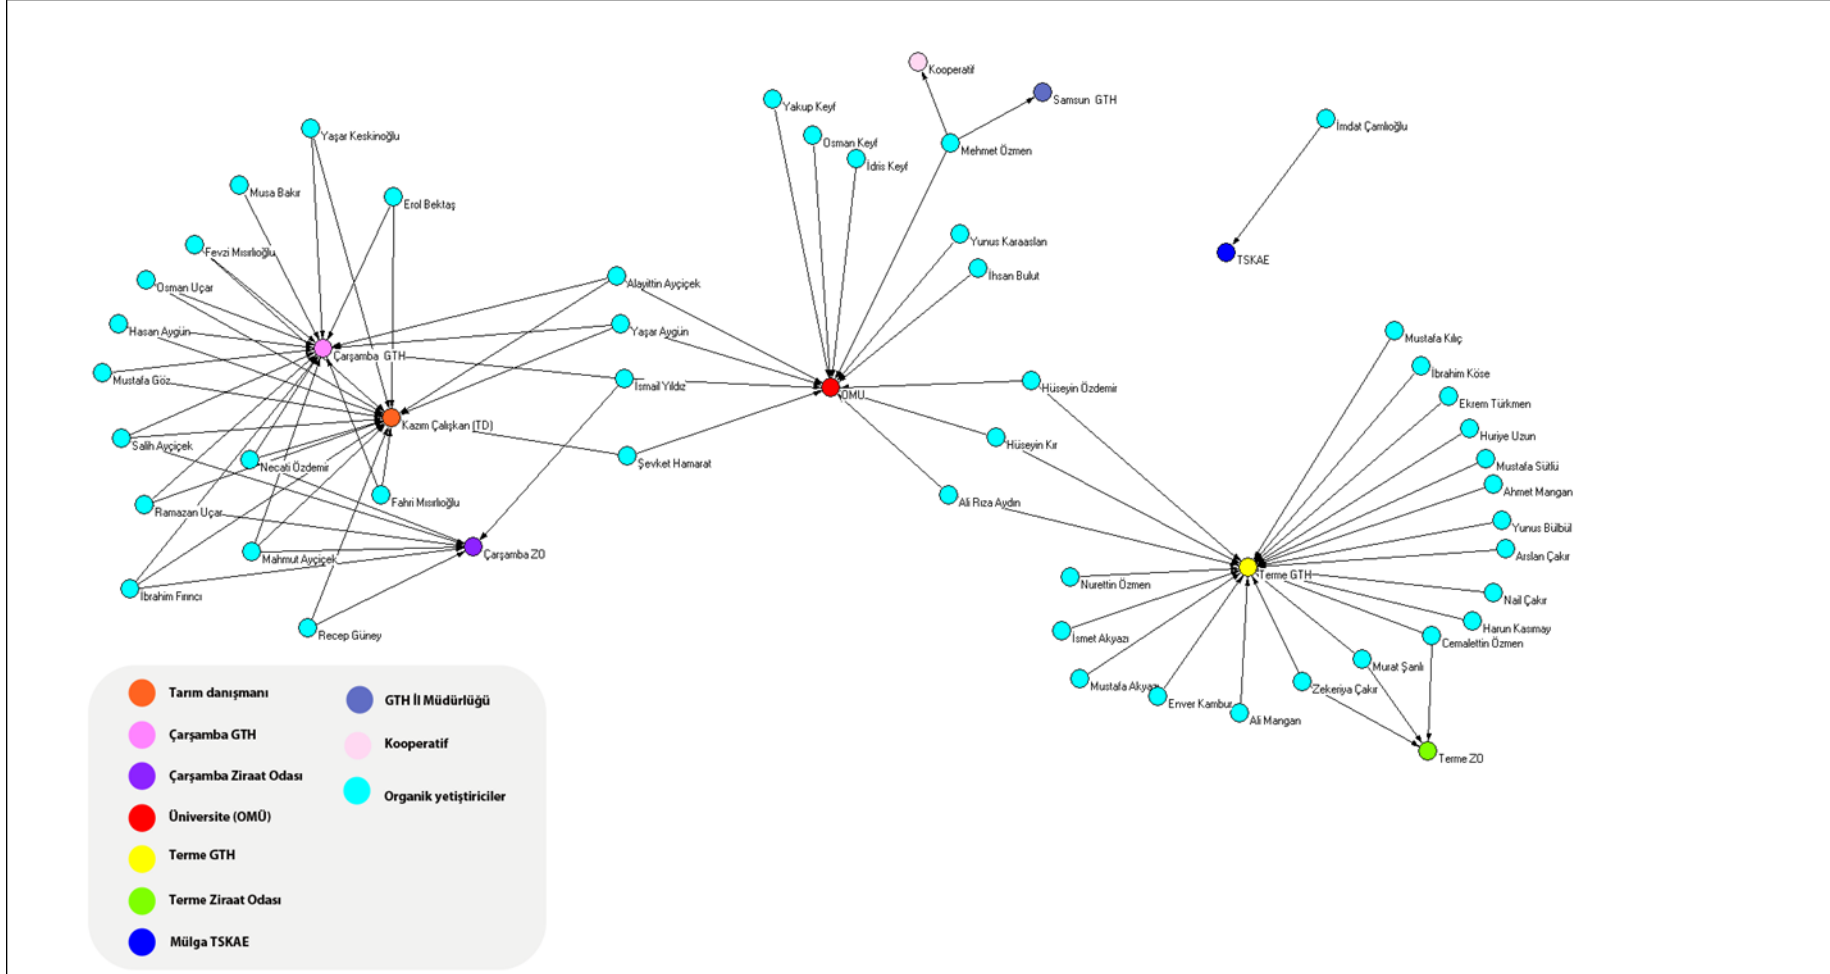 Kooperatif
Samsun GTH
Yakup Keyf
İmdat Çamlıoğlu
Yaşar Keskinoğlu
Osman Keyf
Mehmet Özmen
İdris Keyf
Musa Bakır
Erol Bektaş
Yunus Karaaslan
Fevzi Mısırlıoğlu
TSKAE
İhsan Bulut
Osman Uçar
Alayittin Ayçiçek
Hasan Aygün
Yaşar Aygün
Mustafa Kılıç
Çarşamba GTH
İbrahim Köse
Mustafa Göz
İsmail Yıldız
Hüseyin Özdemir
OMU
Ekrem Türkmen
Kazım Çalışkan (TD)
Huriye Uzun
Salih Ayçiçek
Hüseyin Kır
Necati Özdemir
Şevket Hamarat
Mustafa Sütlü
Ahmet Mangan
Fahri Mısırlıoğlu
Ali Rıza Aydın
Ramazan Uçar
Yunus Bülbül
Çarşamba ZO
Arslan Çakır
Mahmut Ayçiçek
Terme GTH
Nurettin Özmen
İbrahim Fırıncı
Nail Çakır
Harun Kasımay
Recep Güney
İsmet Akyazı
Cemalettin Özmen
Murat Şanlı
Mustafa Akyazı
Zekeriya Çakır
Enver Kambur
Ali Mangan
Terme ZO
Tarım danışmanı
Çarşamba GTH
Çarşamba Ziraat Odası
Üniversite (OMÜ)
Terme GTH
Terme Ziraat Odası
Mülga TSKAE
GTH İl Müdürlüğü
Kooperatif
Organik yetiştiriciler